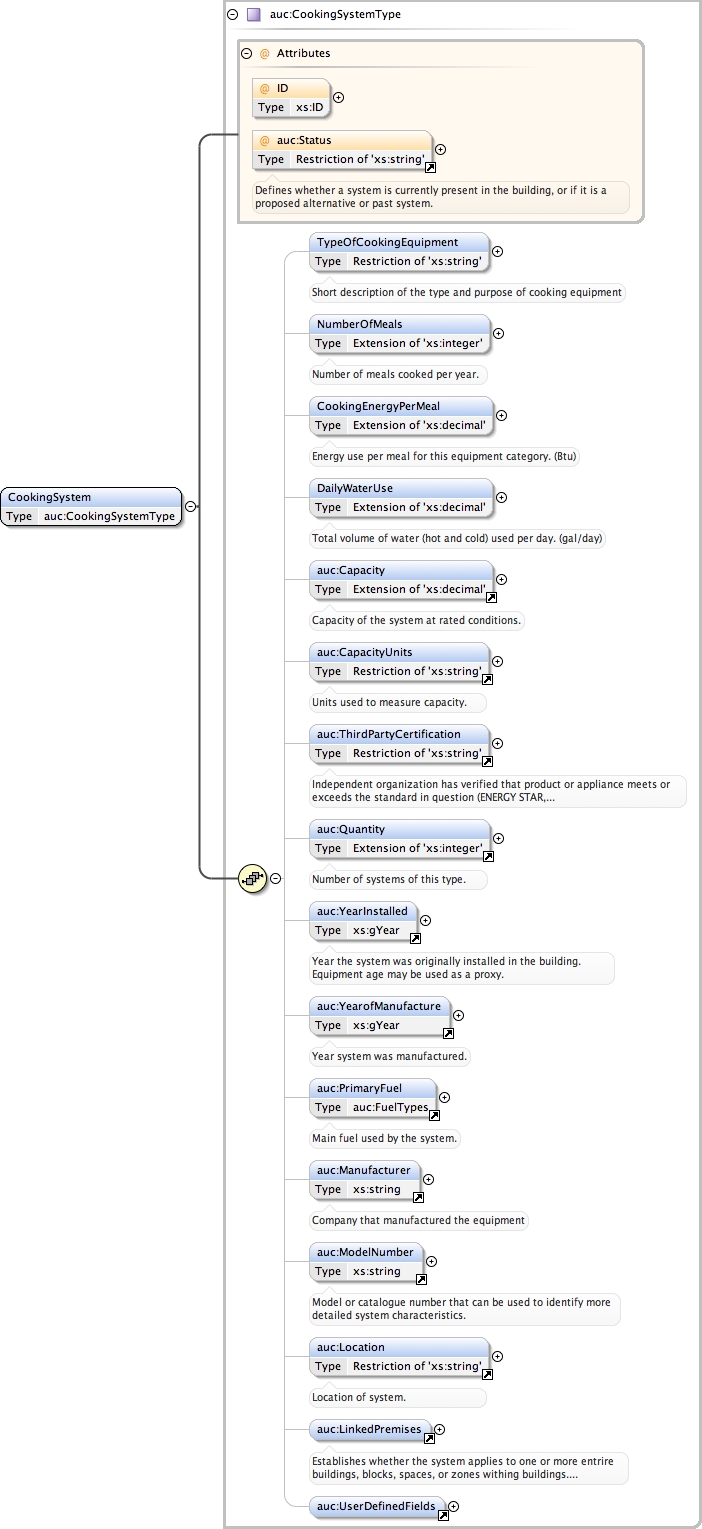 auc:CookingSystemType
@ Attributes
@ ID
Type xs:ID
@ auc:Status
Type Restriction of 'xs:string'
Defines whether a system is currently present in the building, or if it is a
proposed alternative or past system.
TypeOfCookingEquipment
Type Restriction of 'xs:string'
Short description of the type and purpose of cooking equipment
NumberOfMeals
Type Extension of 'xs:integer'
Number of meals cooked per year.
CookingEnergyPerMeal
Type Extension of 'xs:decimal'
Energy use per meal for this equipment category. (Btu)
CookingSystem
Type auc:CookingSystemType
DailyWaterUse
Type Extension of 'xs:decimal'
Total volume of water (hot and cold) used per day. (gal/day)
auc:Capacity
Type Extension of 'xs:decimal'
Capacity of the system at rated conditions.
auc:CapacityUnits
Type Restriction of 'xs:string'
Units used to measure capacity.
auc:ThirdPartyCertification
Type Restriction of 'xs:string'
Independent organization has verified that product or appliance meets or
exceeds the standard in question (ENERGY STAR,...
auc:Quantity
Type Extension of 'xs:integer'
Number of systems of this type.
auc:YearInstalled
Type xs:gYear
Year the system was originally installed in the building.
Equipment age may be used as a proxy.
auc:YearofManufacture
Type xs:gYear
Year system was manufactured.
auc:PrimaryFuel
Type auc:FuelTypes
Main fuel used by the system.
auc:Manufacturer
Type xs:string
Company that manufactured the equipment
auc:ModelNumber
Type xs:string
Model or catalogue number that can be used to identify more
detailed system characteristics.
auc:Location
Type Restriction of 'xs:string'
Location of system.
auc:LinkedPremises
Establishes whether the system applies to one or more entrire
buildings, blocks, spaces, or zones withing buildings....
auc:UserDefinedFields